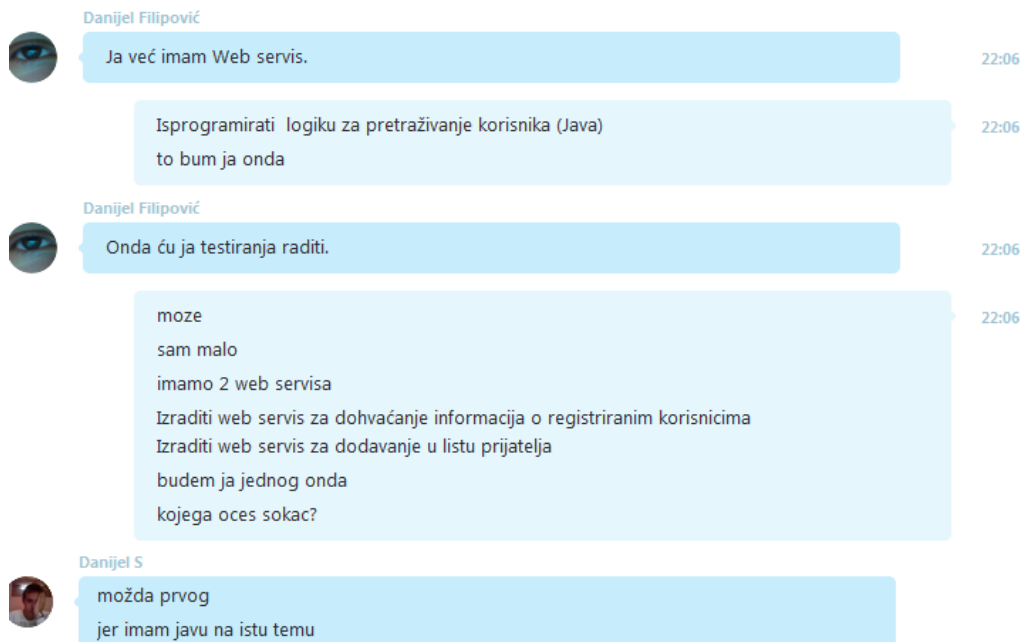 Danijel Filipović
Ja već imam Web servis.
22:06
Isprogramirati  logiku za pretraživanje korisnika (Java)
22:06
to bum ja onda
Danijel Filipović
Onda ću ja testiranja raditi.
22:06
moze
22:06
sam malo
imamo 2 web servisa
Izraditi web servis za dohvaćanje informacija o registriranim korisnicima
Izraditi web servis za dodavanje u listu prijatelja
budem ja jednog onda
kojega oces sokac?
Danijel S
možda prvog
jer imam javu na istu temu